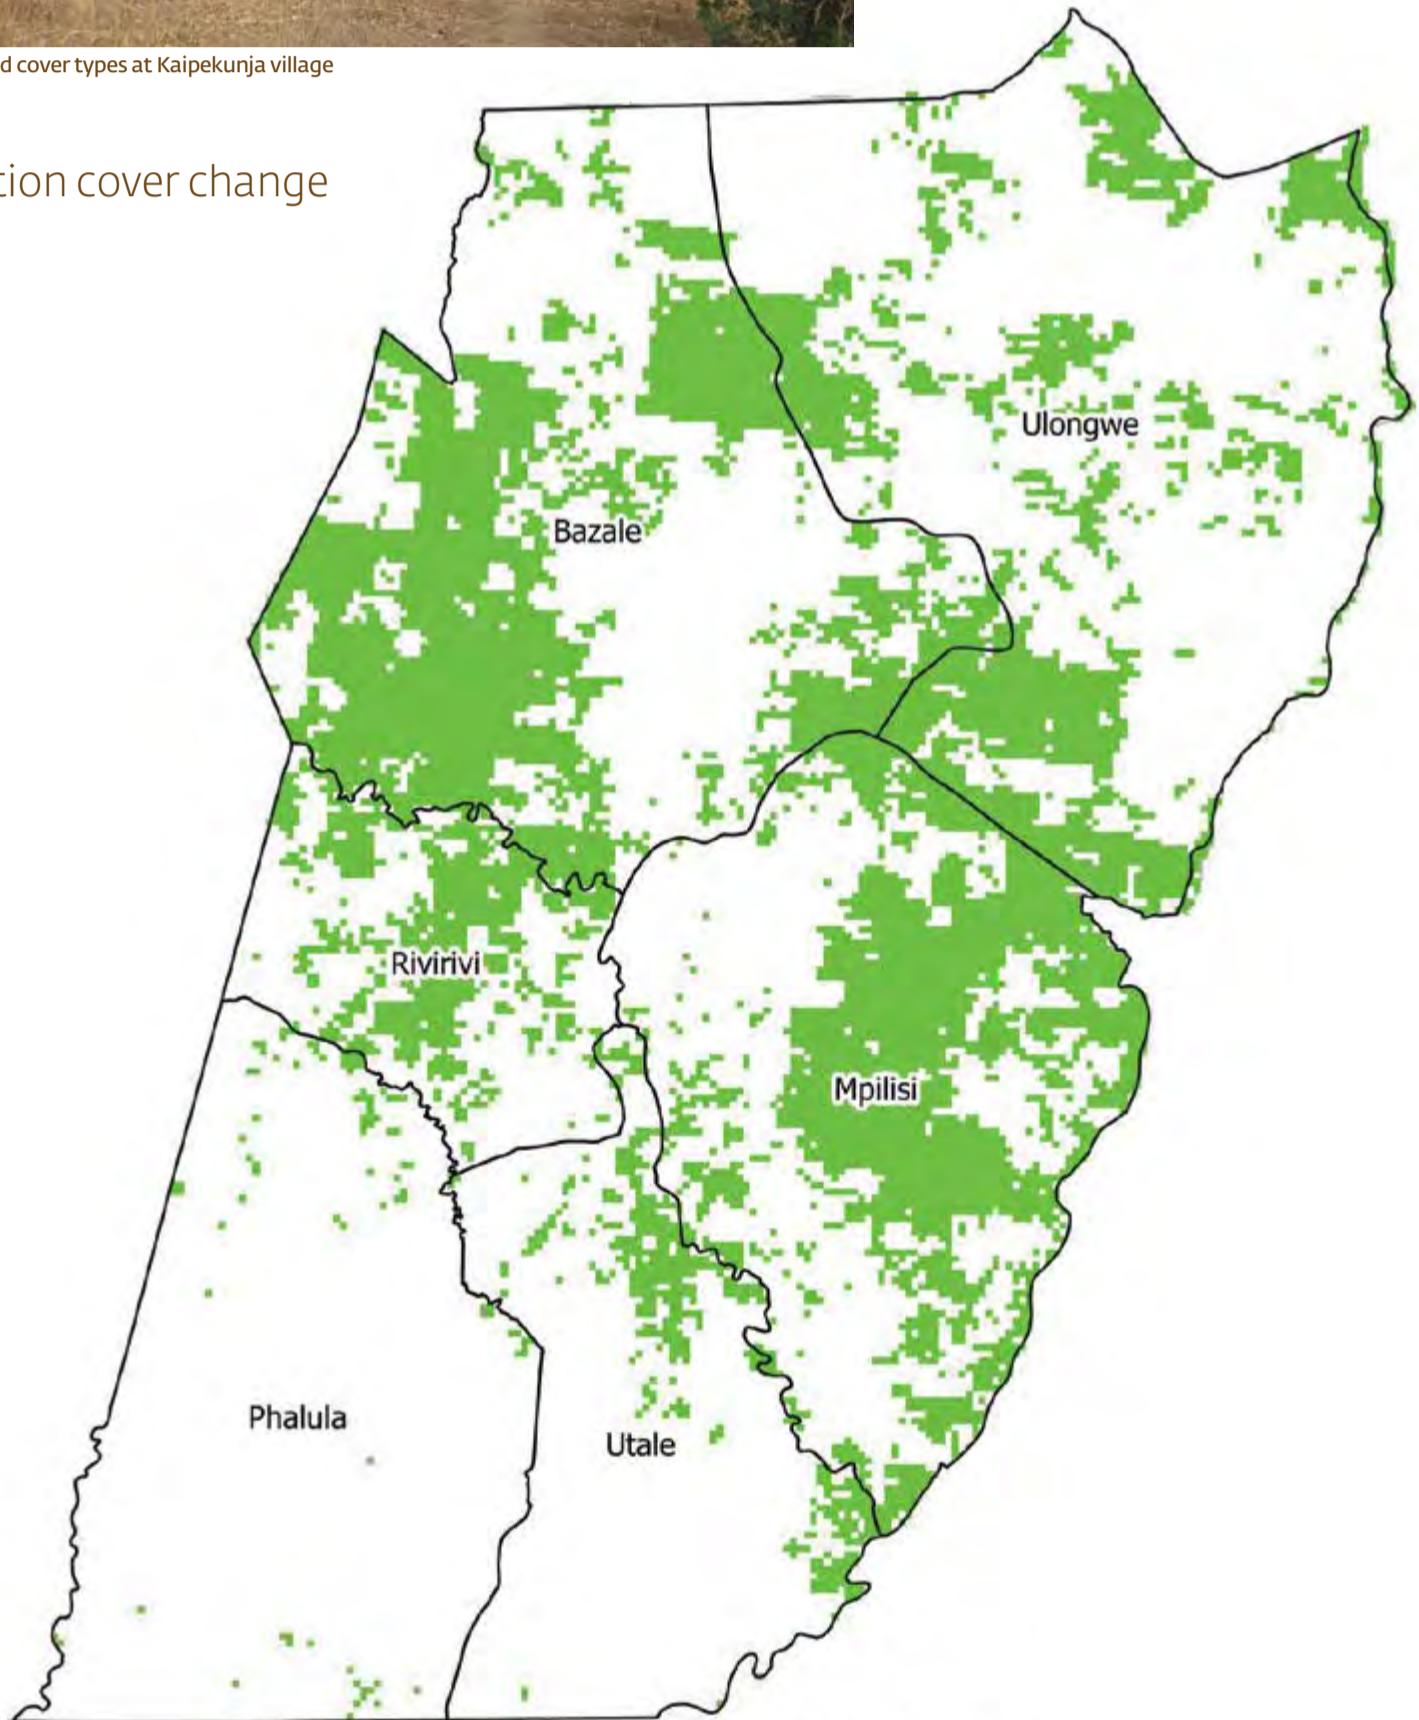 d cover types at Kaipekunja village
tion cover change
Ulongwe
Bazale
Rivirivi
Mpilisi
Phalula
Utale